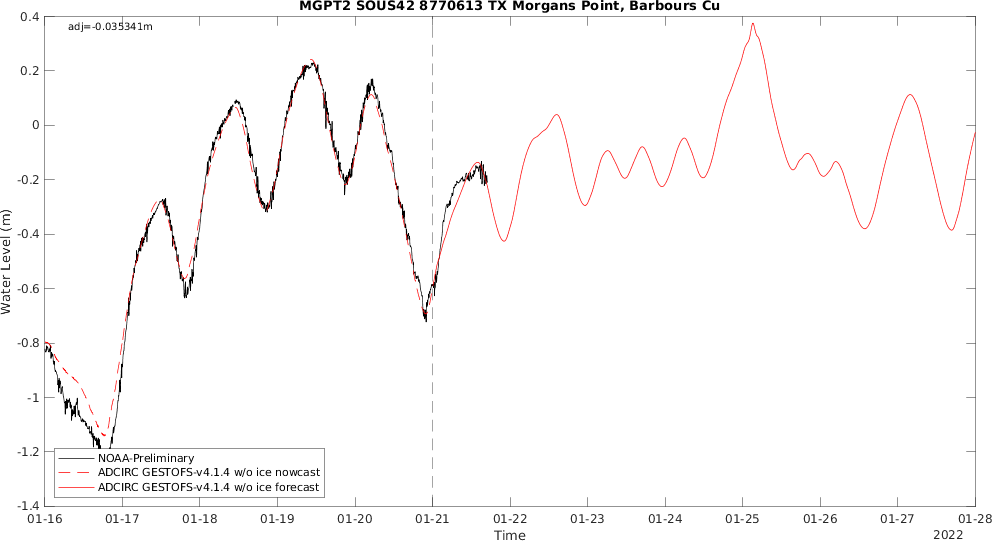 MGPT2 SOUS42 8770613 TX Morgans Point, Barbours Cu
adj=-0.035341m
0.4
0.2
0
-0.2
-0.4
-0.6
-0.8
-1
-1.2
-1.4
Water Level (m)
NOAA-Preliminary
ADCIRC GESTOFS-v4.1.4 w/o ice nowcast
ADCIRC GESTOFS-v4.1.4 w/o ice forecast
01-16 01-17 01-18 01-19 01-20 01-21 01-22 01-23 01-24 01-25 01-26 01-27 01-28
Time
2022